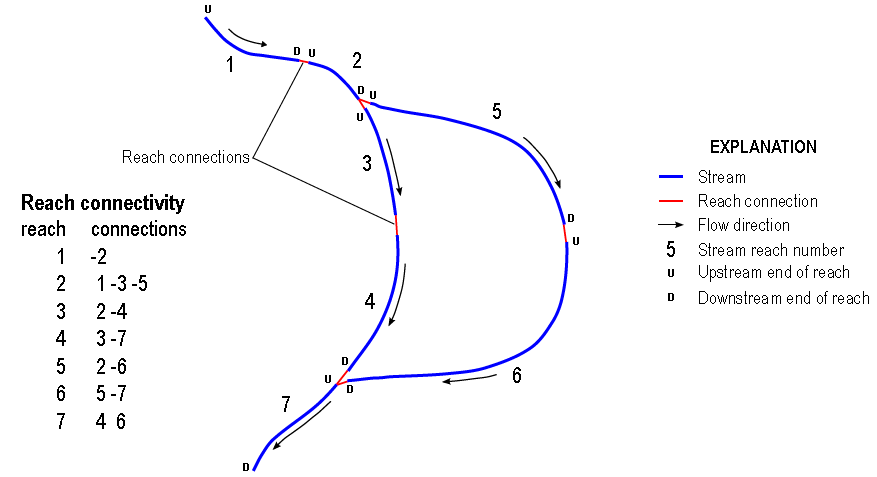 U
1
D U
2
D U
U
5
3
Reach connections
D
U
4
D
U
D
6
7
D
Reach connectivity
reach connections
1 -2
2 1 -3 -5
3 2 -4
4 3 -7
5 2 -6
6 5 -7
7 4 6
EXPLANATION
Stream
Reach connection
Flow direction
5 Stream reach number
U Upstream end of reach
D Downstream end of reach